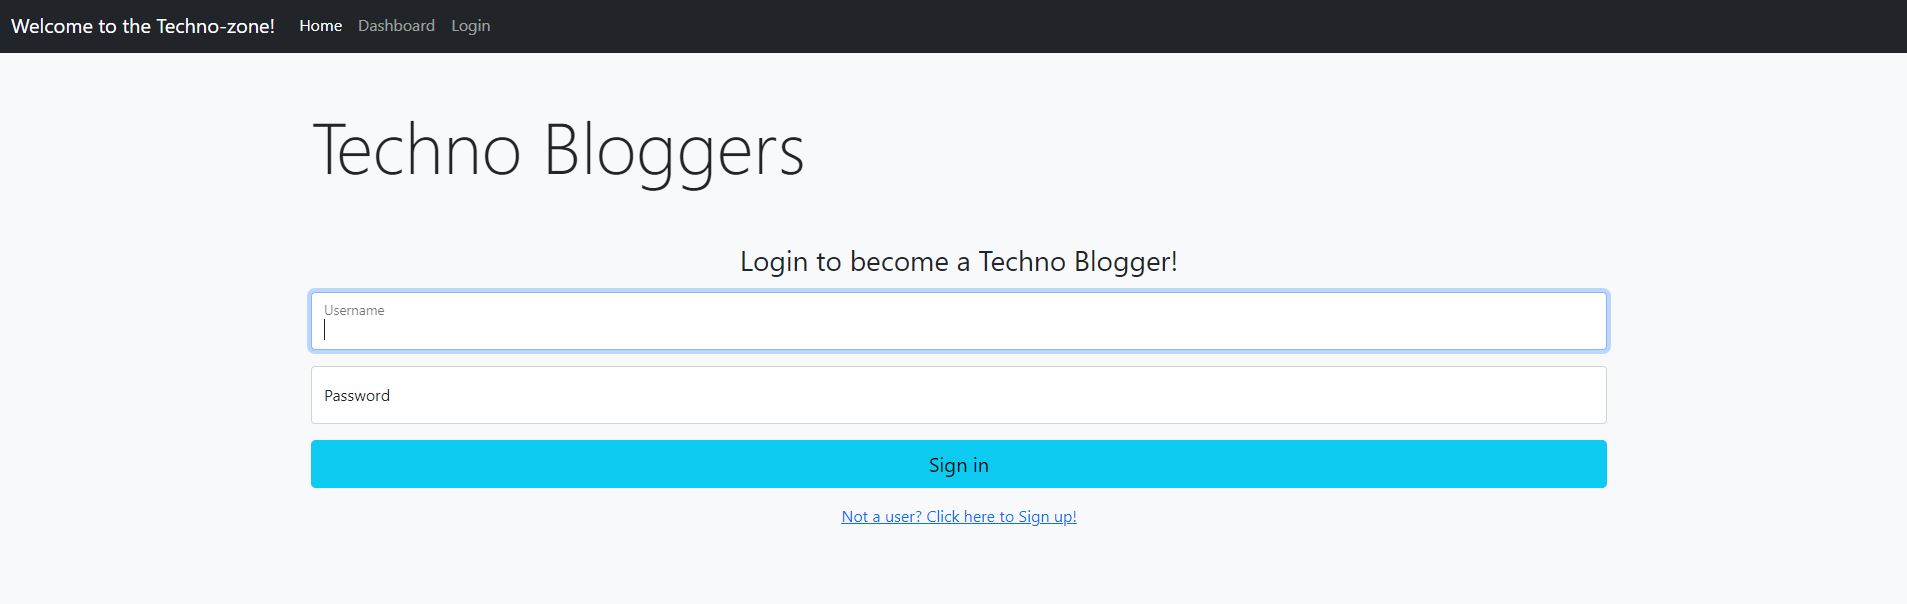 Welcome to the Techno-zone! Home Dashboard Login
Techno Bloggers
Login to become a Techno Blogger!
Username
Password
Sign in
Not a user? Click here to Sign up!